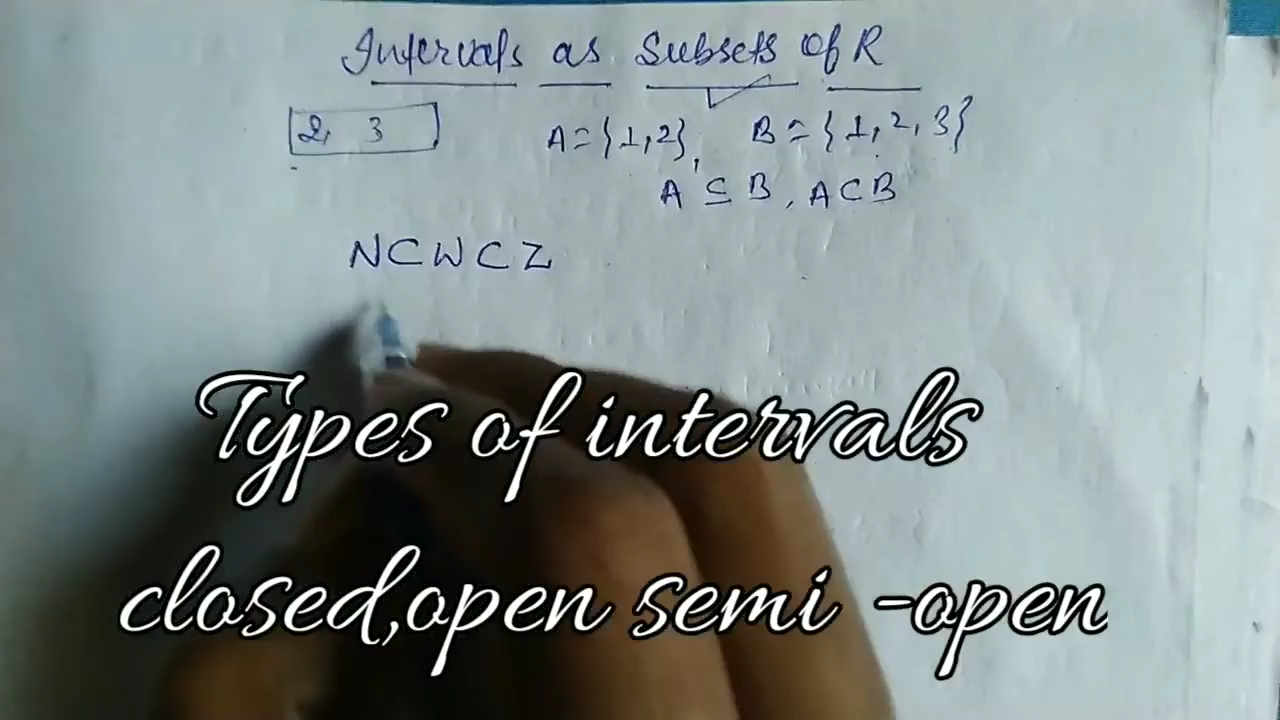 Intervals as Subsets of R
[2, 3] A = {1,2}, B = {1, 2, 3}
A ⊆ B, A ⊂ B
N ⊂ W ⊂ Z
Types of intervals
closed,open semi -open